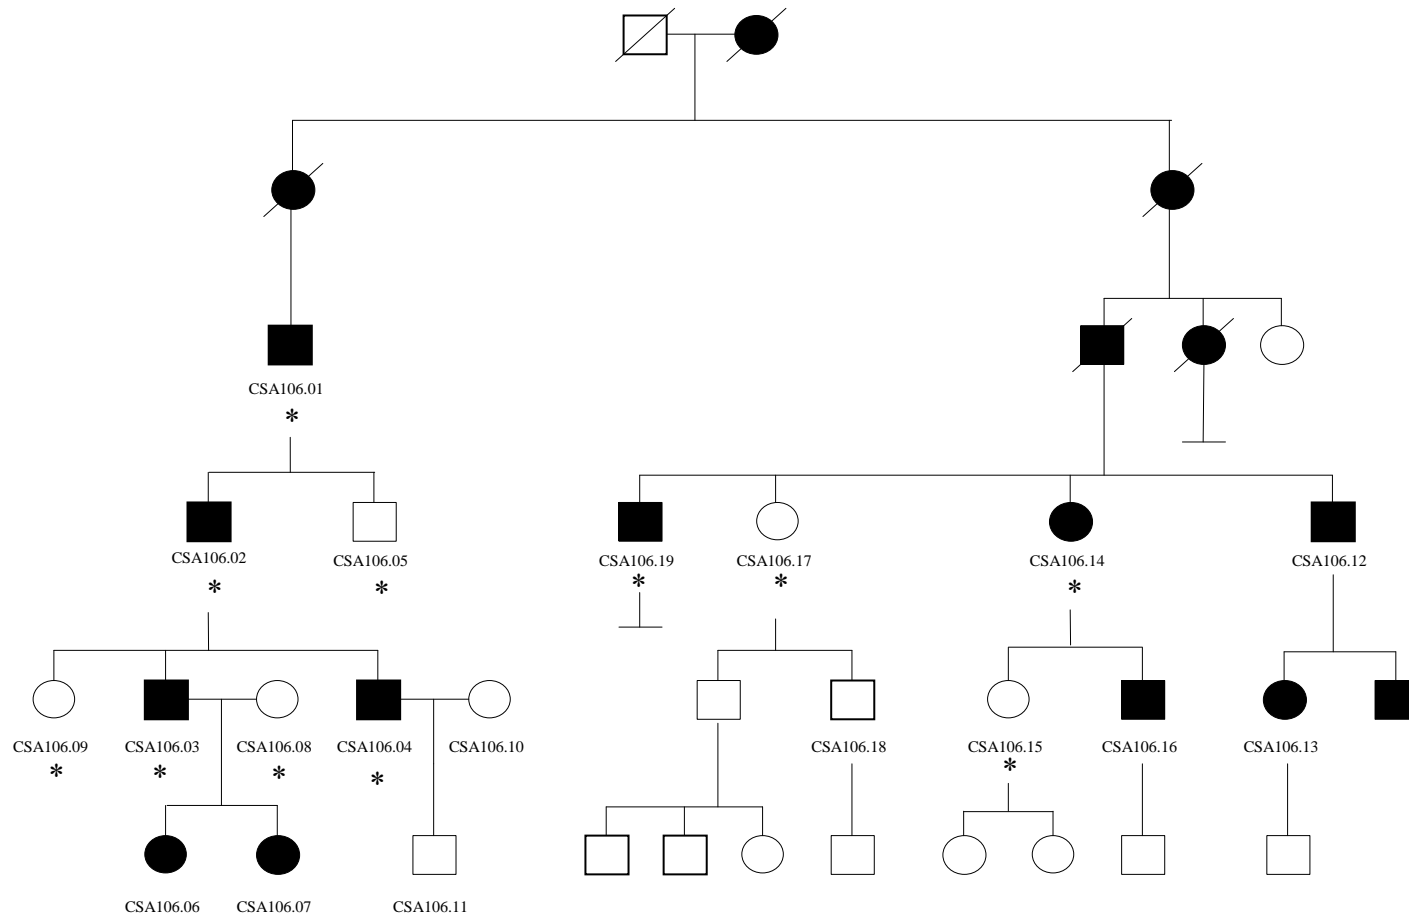 CSA106.01
*
CSA106.02 CSA106.05 CSA106.19 CSA106.17 CSA106.14 CSA106.12
* * * * *
CSA106.09 CSA106.03 CSA106.08 CSA106.04 CSA106.10 CSA106.18 CSA106.15 CSA106.16 CSA106.13
* * * * *
CSA106.06 CSA106.07 CSA106.11